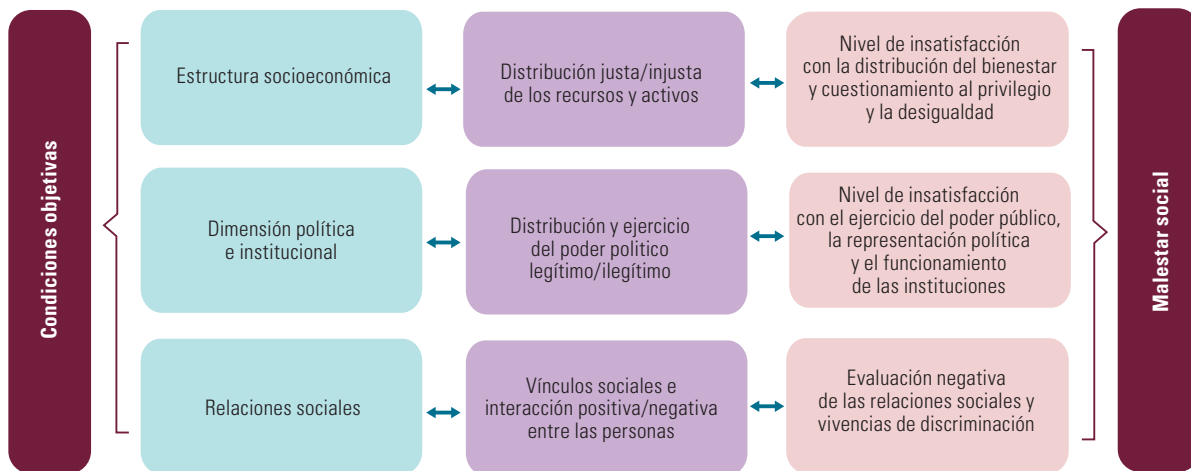 Condiciones objetivas
Estructura socioeconómica
Distribución justa/injusta
de los recursos y activos
Nivel de insatisfacción
con la distribución del bienestar
y cuestionamiento al privilegio
y la desigualdad
Dimensión política
e institucional
Distribución y ejercicio
del poder politico
legítimo/ilegítimo
Nivel de insatisfacción
con el ejercicio del poder público,
la representación política
y el funcionamiento
de las instituciones
Relaciones sociales
Vínculos sociales e
interacción positiva/negativa
entre las personas
Evaluación negativa
de las relaciones sociales y
vivencias de discriminación
Malestar social